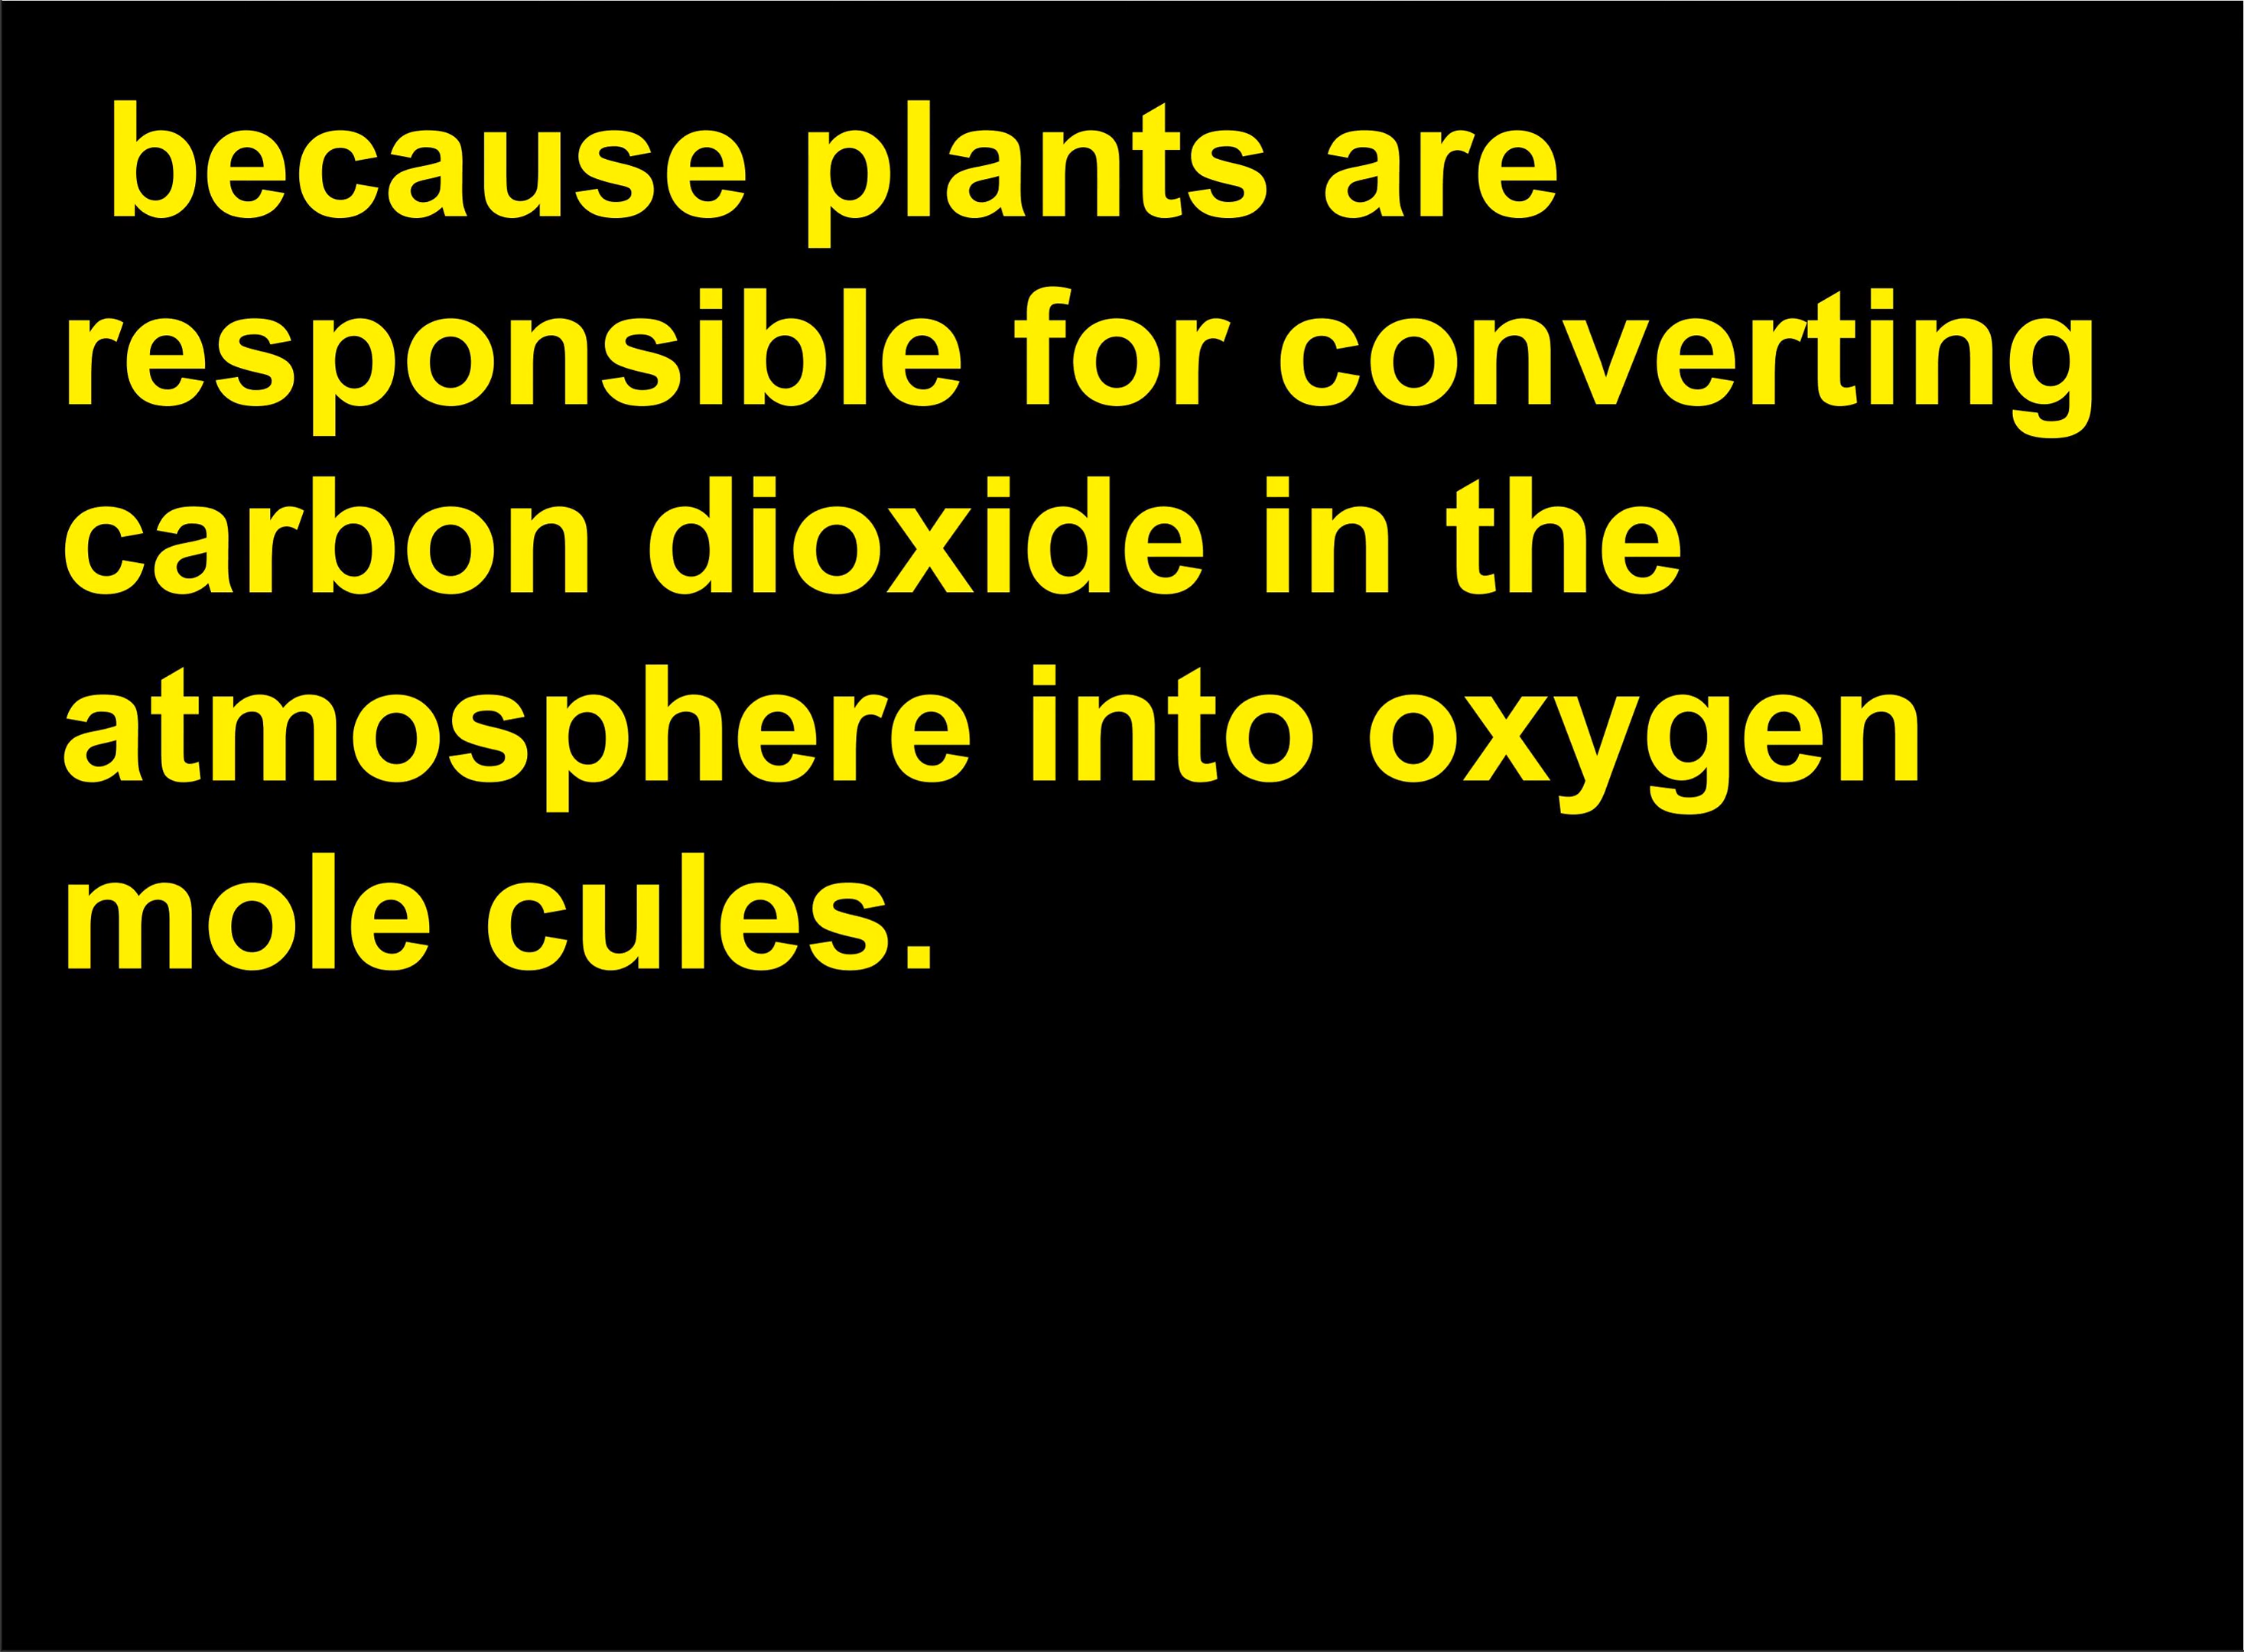 because plants are
responsible for converting
carbon dioxide in the
atmosphere into oxygen
mole cules.